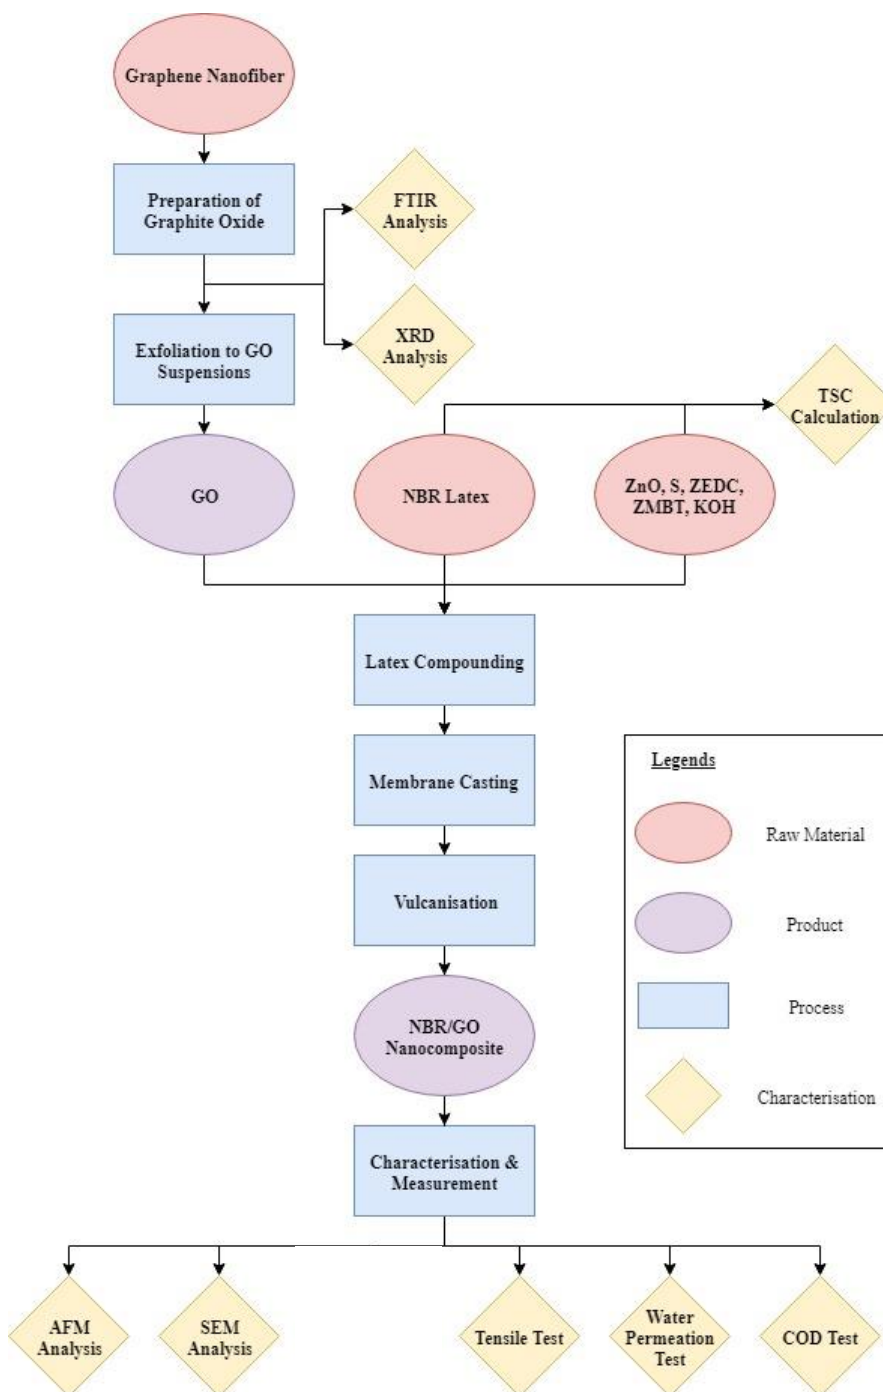 Graphene Nanofiber
Preparation of
Graphite Oxide
FTIR
Analysis
XRD
Analysis
Exfoliation to GO
Suspensions
TSC
Calculation
GO
NBR Latex
ZnO, S, ZEDC,
ZMBT, KOH
Latex Compounding
Membrane Casting
Vulcanisation
NBR/GO
Nanocomposite
Characterisation &
Measurement
Legends
Raw Material
Product
Process
Characterisation
AFM
Analysis
SEM
Analysis
Tensile Test
Water
Permeation
Test
COD Test